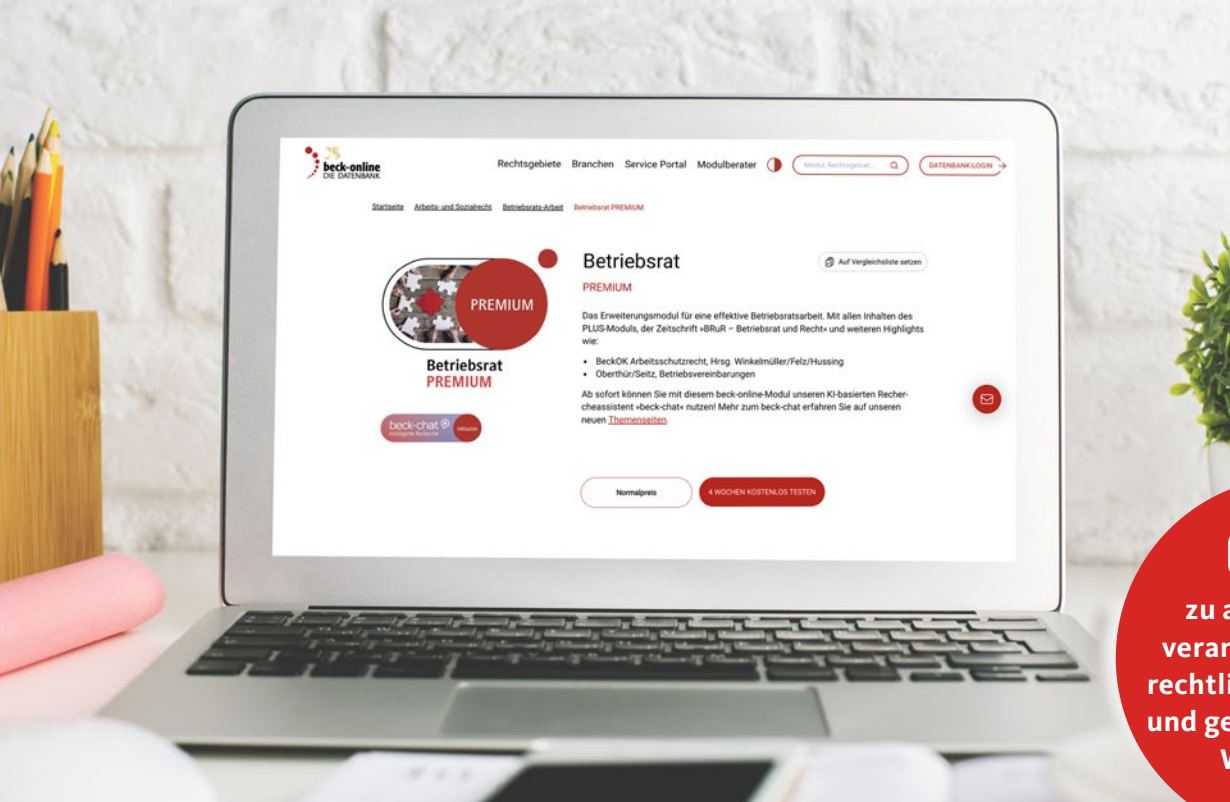 25
beck-online
DIE DATENBANK
Rechtsgebiete Branchen Service Portal Modulberater
Modul, Rechtsgebiet...
DATENBANK-LOGIN
Startseite Arbeits- und Sozialrecht Betriebsrats-Arbeit Betriebsrat PREMIUM
Betriebsrat
Auf Vergleichsliste setzen
PREMIUM
PREMIUM
Das Erweiterungsmodul für eine effektive Betriebsratsarbeit. Mit allen Inhalten des
PLUS-Moduls, der Zeitschrift »BRuR – Betriebsrat und Recht« und weiteren Highlights
wie:
• BeckOK Arbeitsschutzrecht, Hrsg. Winkelmüller/Felz/Hussing
• Oberthür/Seitz, Betriebsvereinbarungen
Betriebsrat
PREMIUM
Ab sofort können Sie mit diesem beck-online-Modul unseren KI-basierten Recher-
cheassistent »beck-chat« nutzen! Mehr zum beck-chat erfahren Sie auf unseren
neuen Themenseiten.
beck-chat
intelligente Recherche
inklusive
Normalpreis
4 WOCHEN KOSTENLOS TESTEN
zu a
veran
rechtli
und ge